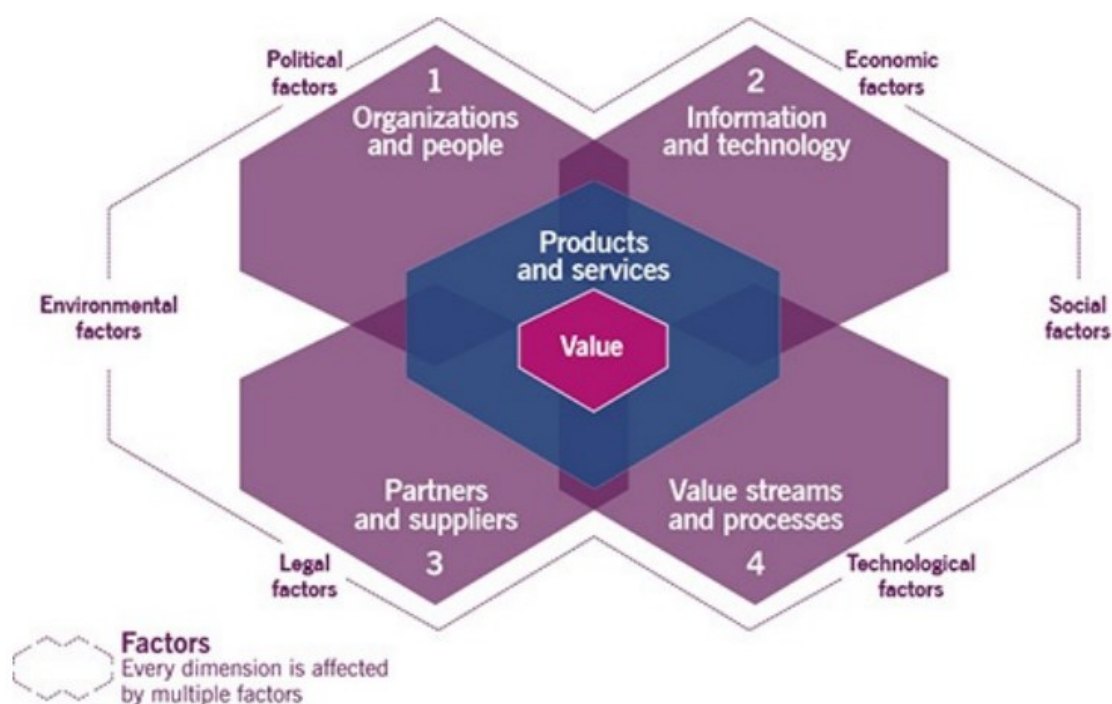 Political
factors
Economic
factors
1
Organizations
and people
2
Information
and technology
Products
and services
Environmental
factors
Value
Social
factors
Partners
and suppliers
3
Value streams
and processes
4
Legal
factors
Technological
factors
Factors
Every dimension is affected
by multiple factors